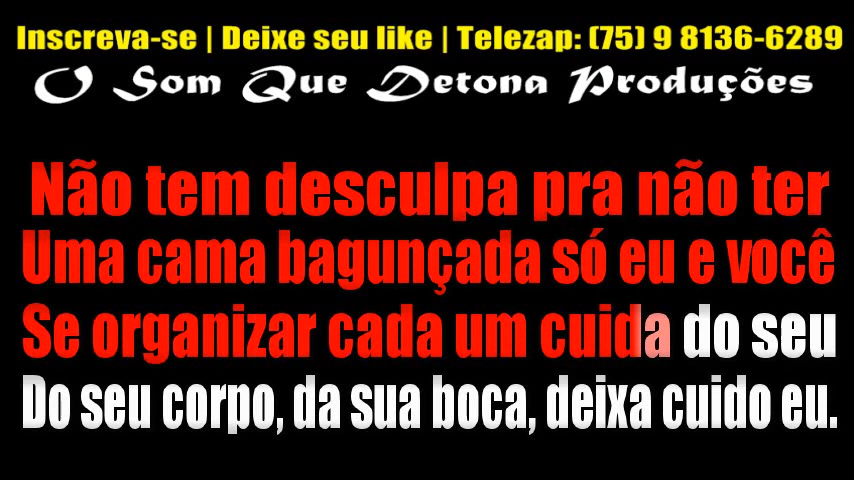 Inscreva-se | Deixe seu like | Telezap: (75) 9 8136-6289
O Som Que Detona Produções
Não tem desculpa pra não ter
Uma cama bagunçada só eu e você
Se organizar cada um cuida do seu
Do seu corpo, da sua boca, deixa cuido eu.